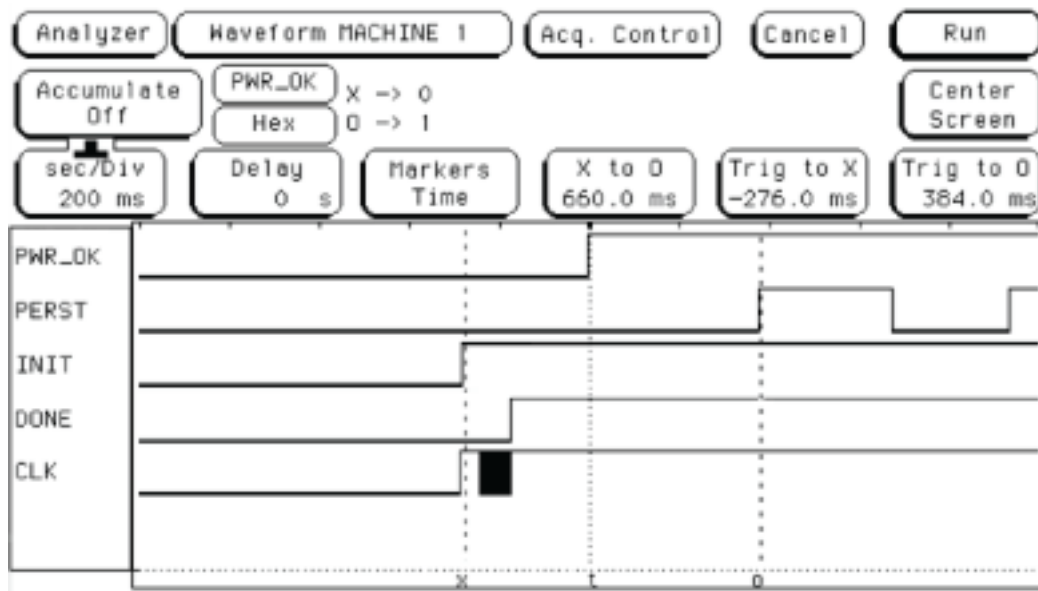 Analyzer Waveform MACHINE 1 Acq. Control Cancel Run
Accumulate Off PWR_OK X -> 0 Center Screen
Hex O -> 1
sec/Div 200 ms Delay 0 s Markers Time X to O 660.0 ms Trig to X -276.0 ms Trig to O 384.0 ms
PWR_OK
PERST
INIT
DONE
CLK
X t O